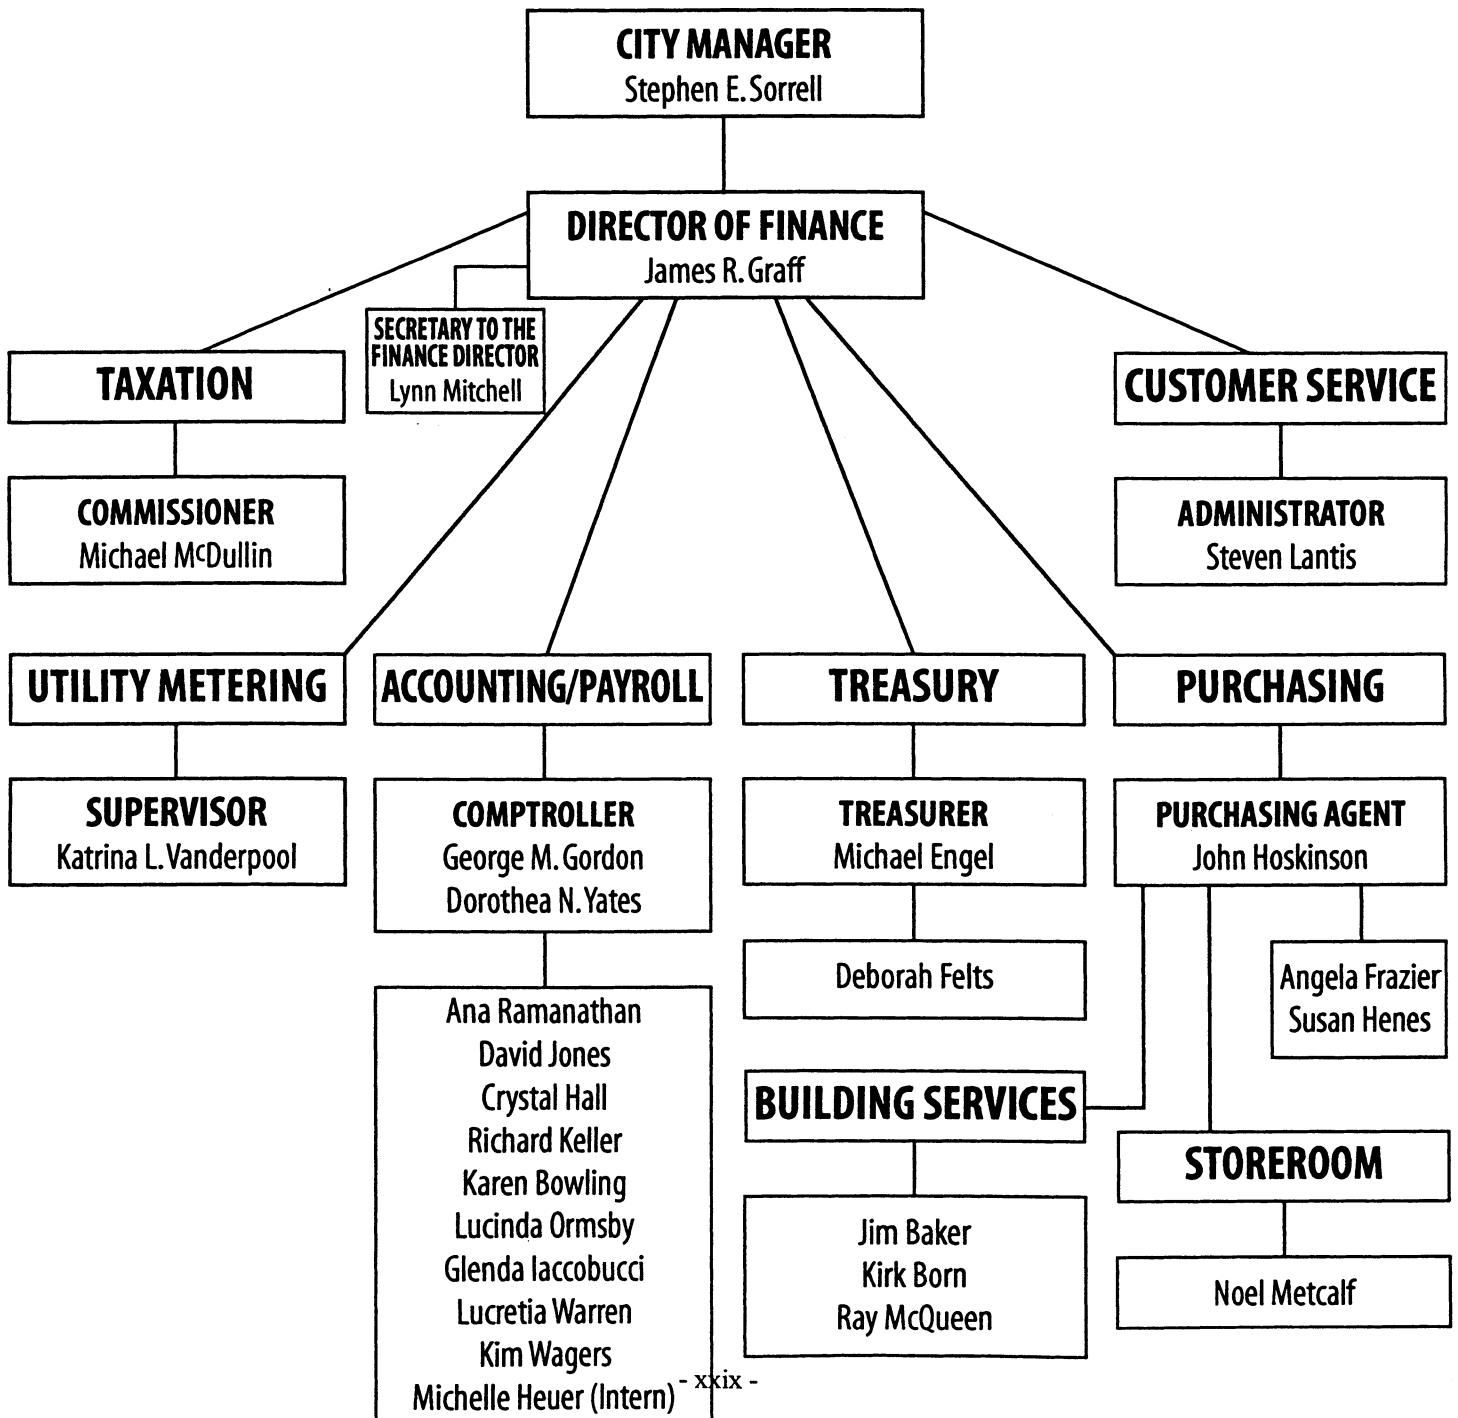 CITY MANAGER
Stephen E. Sorrell
DIRECTOR OF FINANCE
James R. Graff
SECRETARY TO THE
FINANCE DIRECTOR
Lynn Mitchell
TAXATION
COMMISSIONER
Michael McDullin
CUSTOMER SERVICE
ADMINISTRATOR
Steven Lantis
UTILITY METERING
SUPERVISOR
Katrina L. Vanderpool
ACCOUNTING/PAYROLL
COMPTROLLER
George M. Gordon
Dorothea N. Yates
Ana Ramanathan
David Jones
Crystal Hall
Richard Keller
Karen Bowling
Lucinda Ormsby
Glenda Iaccobucci
Lucretia Warren
Kim Wagers
Michelle Heuer (Intern)
TREASURY
TREASURER
Michael Engel
Deborah Felts
PURCHASING
PURCHASING AGENT
John Hoskinson
Angela Frazier
Susan Henes
BUILDING SERVICES
Jim Baker
Kirk Born
Ray McQueen
STOREROOM
Noel Metcalf
- xxix -